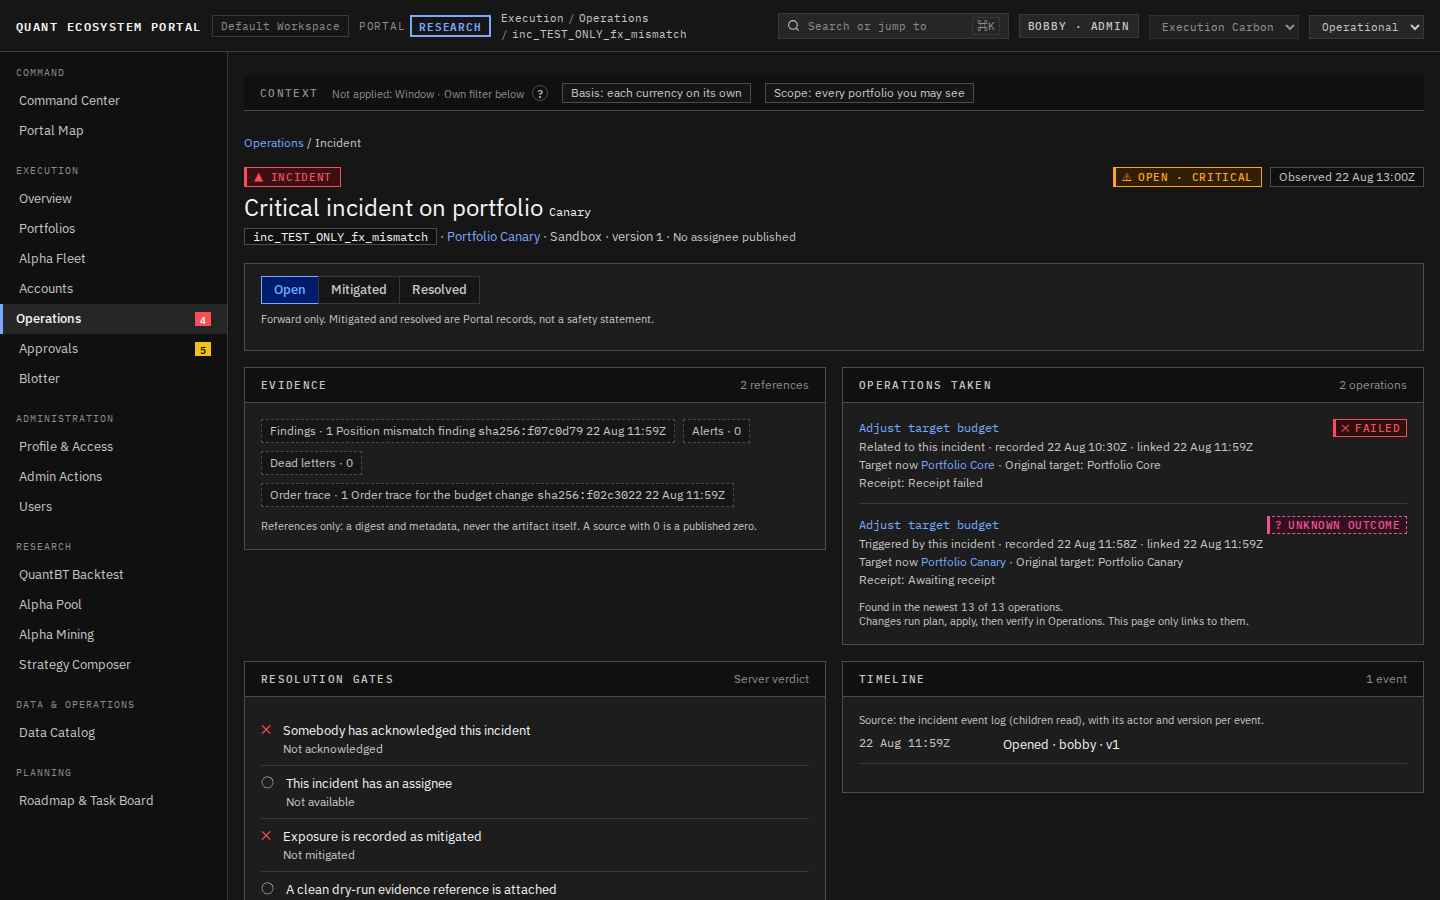 QUANT ECOSYSTEM PORTAL
Default Workspace
PORTAL
RESEARCH
Execution / Operations
/ inc_TEST_ONLY_fx_mismatch
Search or jump to
⌘K
BOBBY · ADMIN
Execution Carbon
Operational
COMMAND
Command Center
Portal Map
EXECUTION
Overview
Portfolios
Alpha Fleet
Accounts
Operations 4
Approvals 5
Blotter
ADMINISTRATION
Profile & Access
Admin Actions
Users
RESEARCH
QuantBT Backtest
Alpha Pool
Alpha Mining
Strategy Composer
DATA & OPERATIONS
Data Catalog
PLANNING
Roadmap & Task Board
CONTEXT
Not applied: Window · Own filter below ?
Basis: each currency on its own
Scope: every portfolio you may see
Operations / Incident
INCIDENT
OPEN · CRITICAL
Observed 22 Aug 13:00Z
Critical incident on portfolio Canary
inc_TEST_ONLY_fx_mismatch · Portfolio Canary · Sandbox · version 1 · No assignee published
Open
Mitigated
Resolved
Forward only. Mitigated and resolved are Portal records, not a safety statement.
EVIDENCE
2 references
Findings · 1 Position mismatch finding sha256:f07c0d79 22 Aug 11:59Z
Alerts · 0
Dead letters · 0
Order trace · 1 Order trace for the budget change sha256:f02c3022 22 Aug 11:59Z
References only: a digest and metadata, never the artifact itself. A source with 0 is a published zero.
OPERATIONS TAKEN
2 operations
Adjust target budget
FAILED
Related to this incident · recorded 22 Aug 10:30Z · linked 22 Aug 11:59Z
Target now Portfolio Core · Original target: Portfolio Core
Receipt: Receipt failed
Adjust target budget
? UNKNOWN OUTCOME
Triggered by this incident · recorded 22 Aug 11:58Z · linked 22 Aug 11:59Z
Target now Portfolio Canary · Original target: Portfolio Canary
Receipt: Awaiting receipt
Found in the newest 13 of 13 operations.
Changes run plan, apply, then verify in Operations. This page only links to them.
RESOLUTION GATES
Server verdict
Somebody has acknowledged this incident
Not acknowledged
This incident has an assignee
Not available
Exposure is recorded as mitigated
Not mitigated
A clean dry-run evidence reference is attached
TIMELINE
1 event
Source: the incident event log (children read), with its actor and version per event.
22 Aug 11:59Z
Opened · bobby · v1